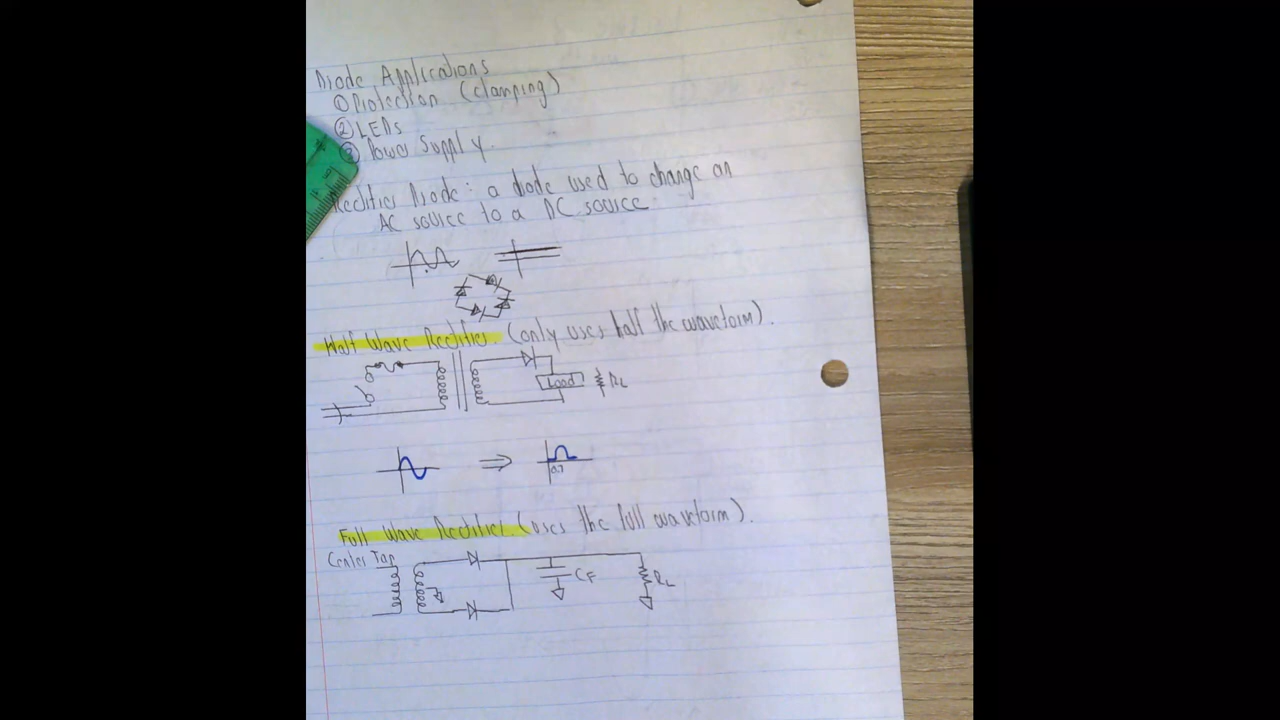 Diode Applications
① Protection (clamping)
② LEDs
③ Power Supply.
Rectifier Diode: a diode used to change an
AC source to a DC source.
Half Wave Rectifier (only uses half the waveform).
Load RL
0.7
Full Wave Rectifier (uses the full waveform).
Center Tap
CF RL